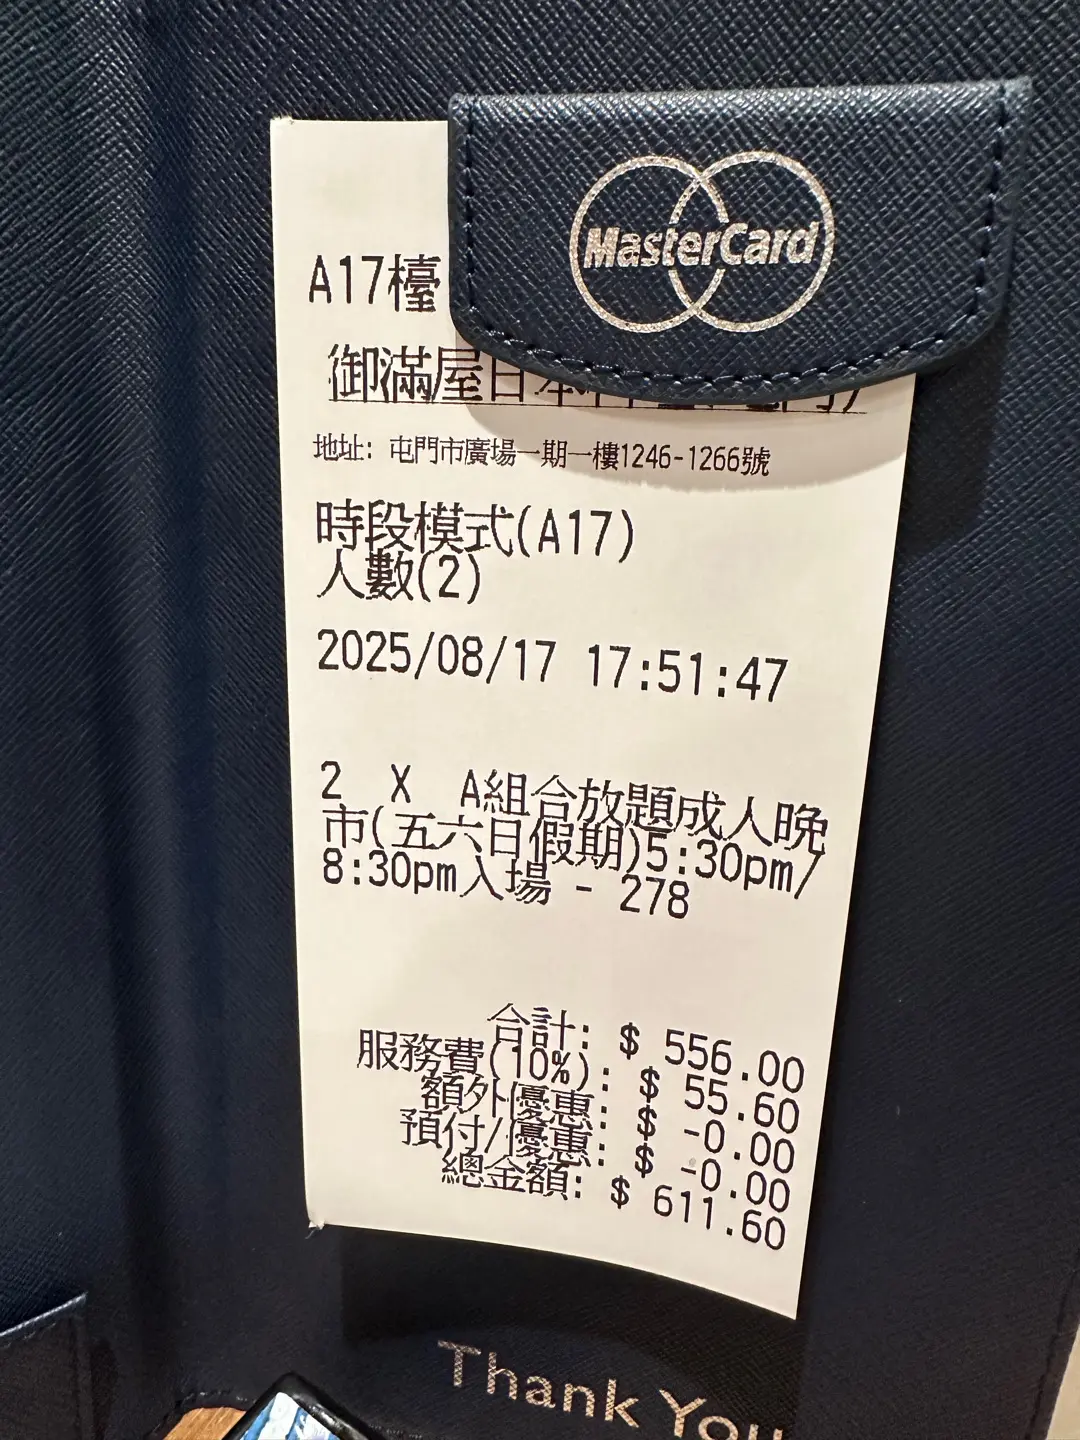 MasterCard
A17檯
御滿屋日本
地址: 屯門市廣場一期一樓1246-1266號
時段模式(A17)
人數(2)
2025/08/17 17:51:47
2 X A組合放題成人晚
市(五六日假期)5:30pm/
8:30pm入場 - 278
合計: $ 556.00
服務費(10%): $ 55.60
額外優惠: $ -0.00
預付/優惠: $ -0.00
總金額: $ 611.60
Thank You